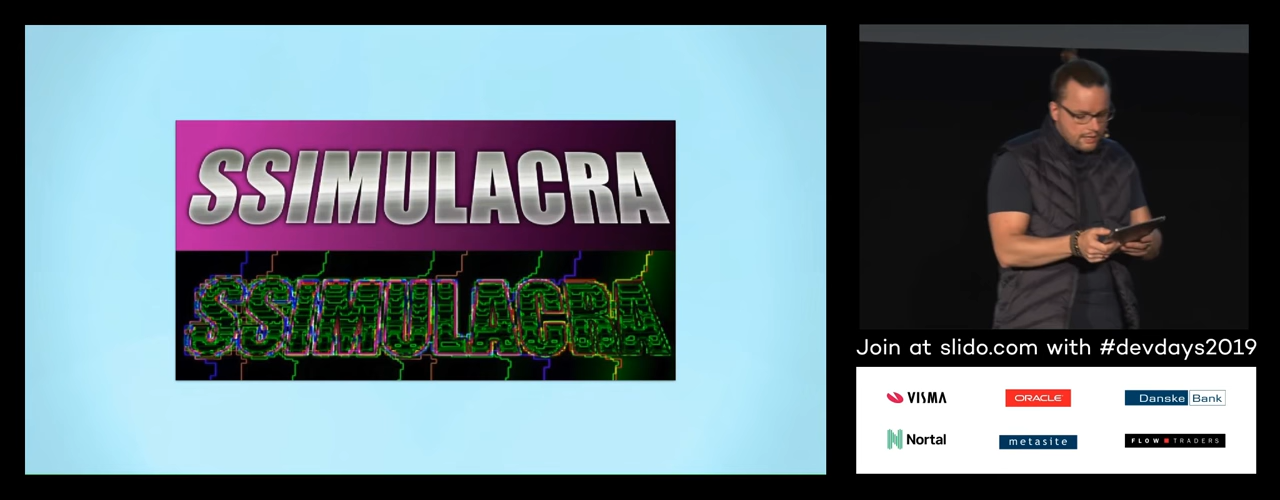 SSIMULACRA
SSIMULACRA
Join at slido.com with #devdays2019
VISMA
ORACLE
Danske Bank
Nortal
metasite
FLOW TRADERS